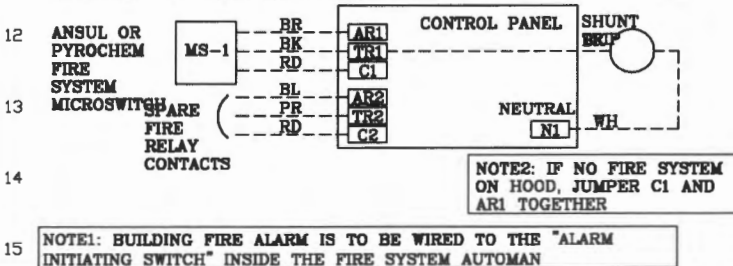 12 ANSUL OR
PYROCHEM
FIRE
SYSTEM
MICROSWITCH
MS-1
BR
BK
RD
AR1
TR1
C1
CONTROL PANEL
SHUNT
TRIP
BKR
13 SPARE
FIRE
RELAY
CONTACTS
BL
PR
RD
AR2
TR2
C2
NEUTRAL
N1
WH
14
NOTE2: IF NO FIRE SYSTEM
ON HOOD, JUMPER C1 AND
AR1 TOGETHER
15
NOTE1: BUILDING FIRE ALARM IS TO BE WIRED TO THE "ALARM
INITIATING SWITCH" INSIDE THE FIRE SYSTEM AUTOMAN